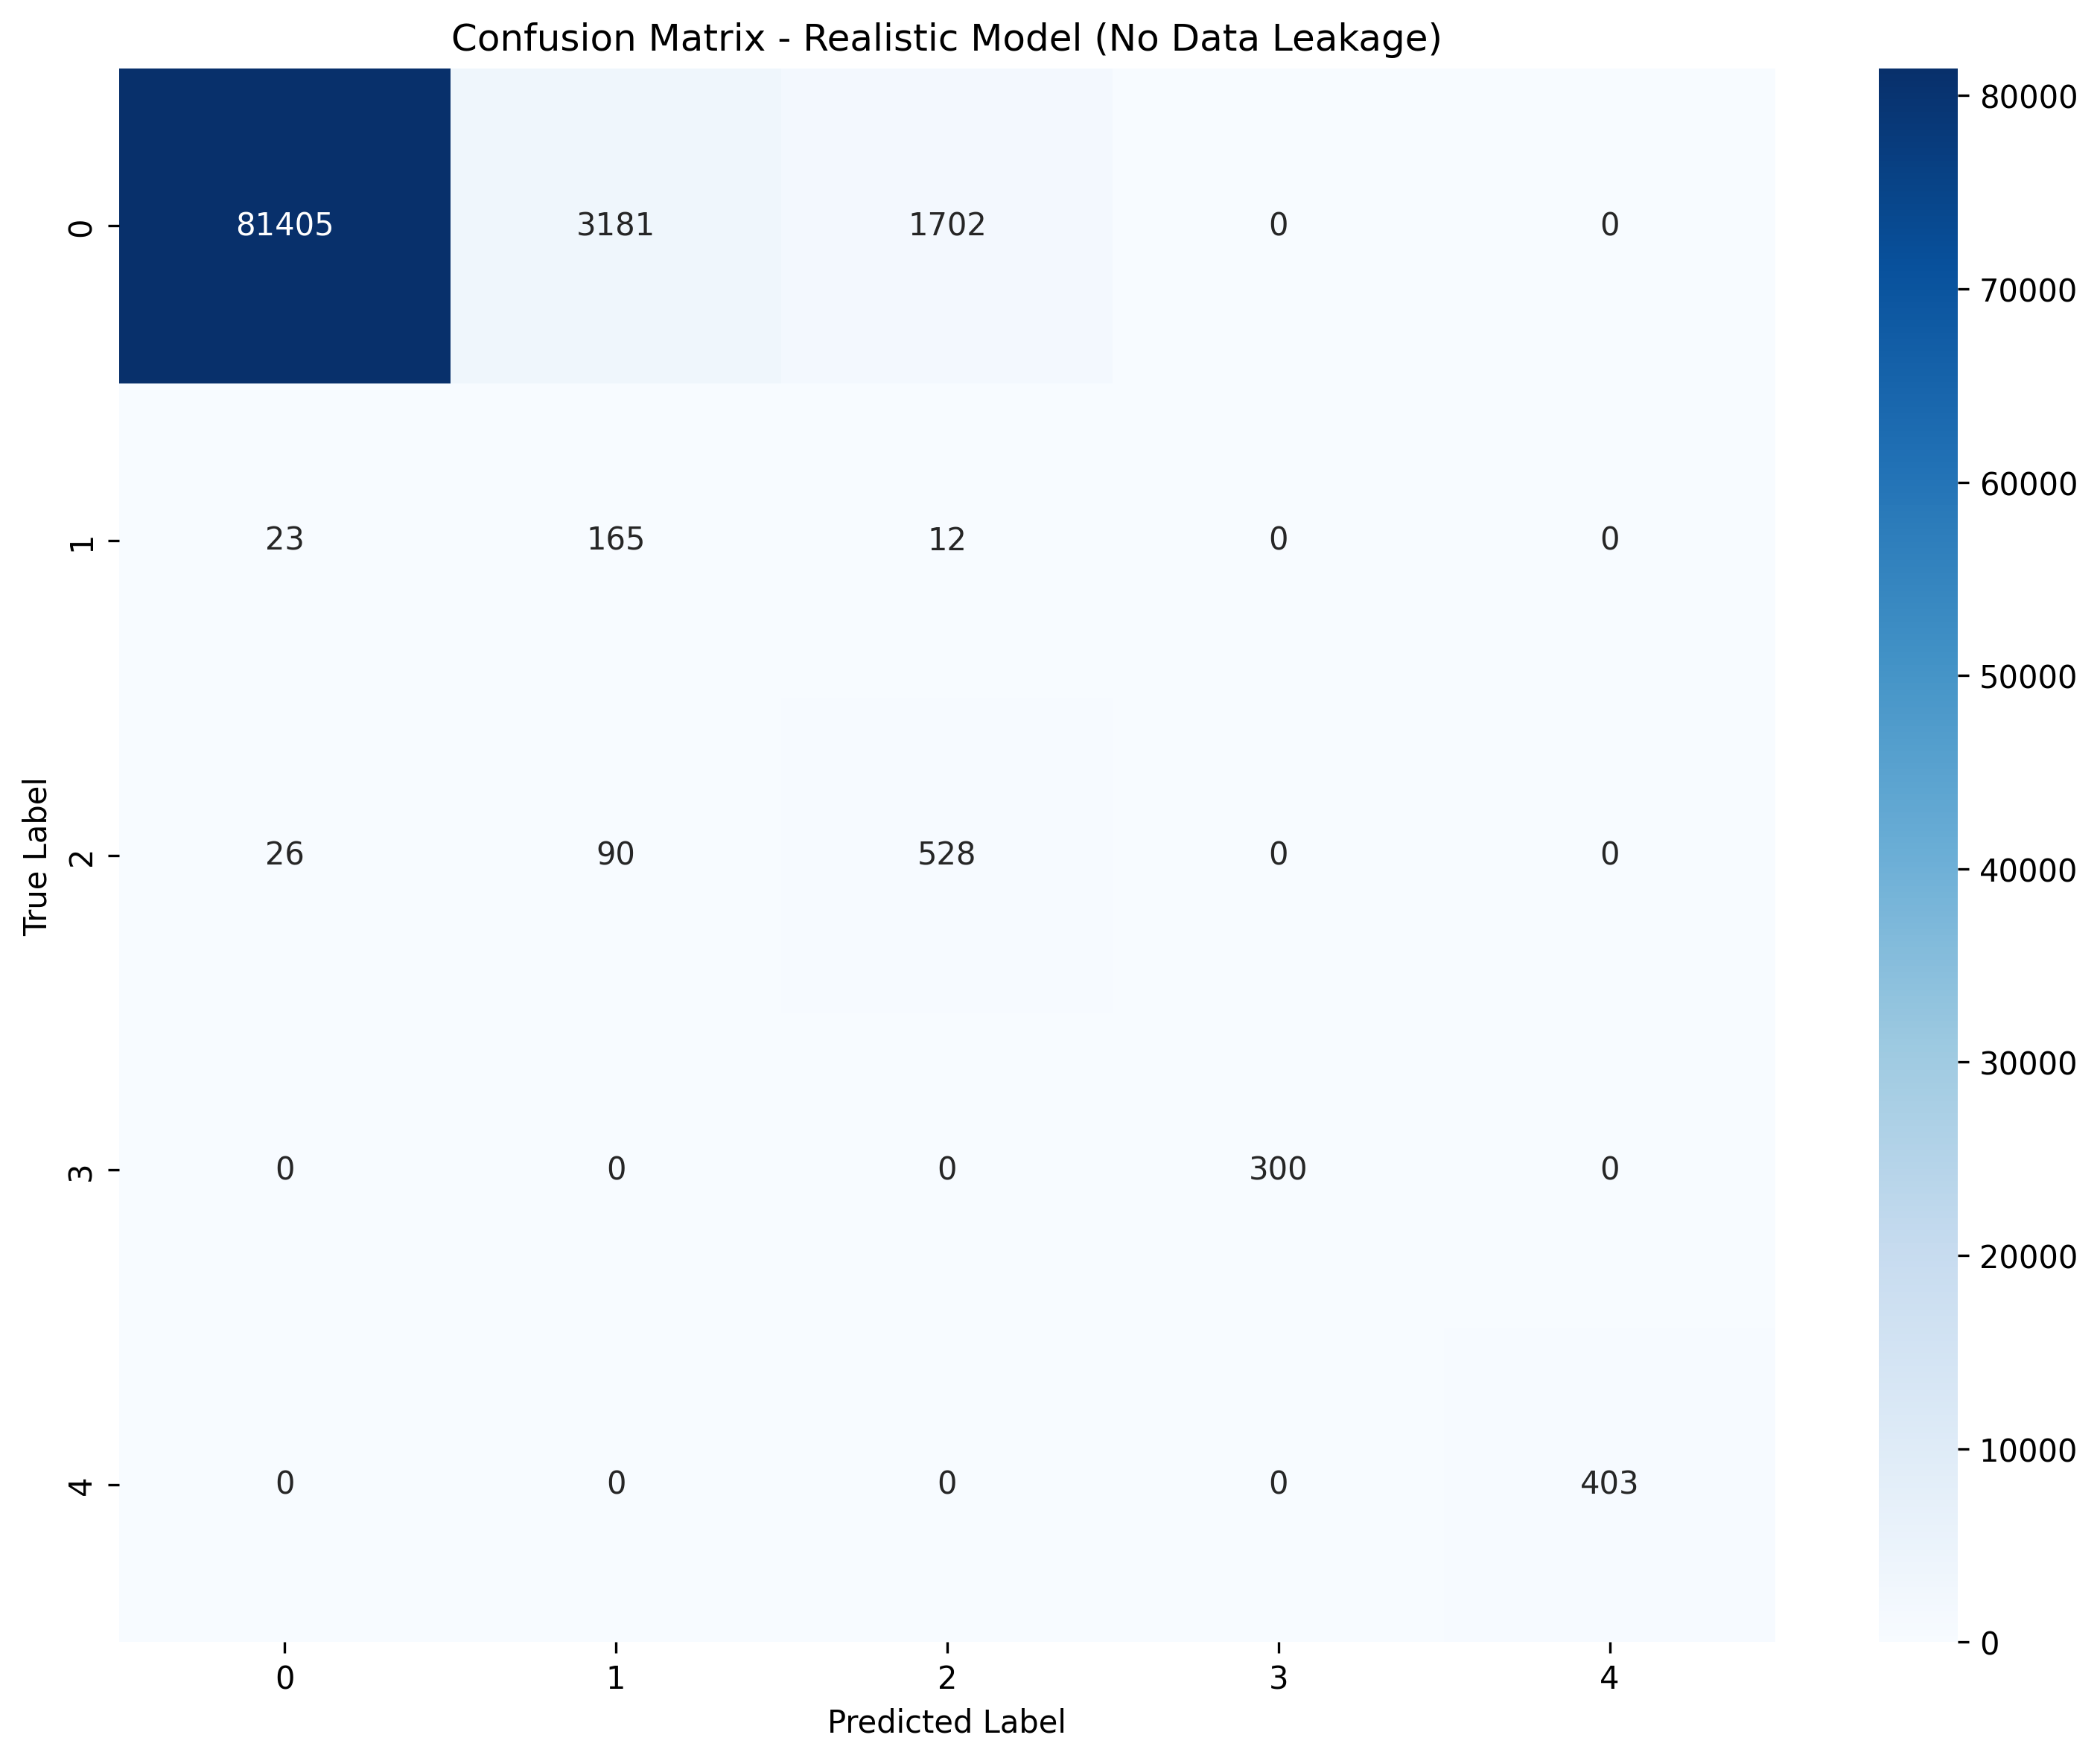 Confusion Matrix - Realistic Model (No Data Leakage)
True Label
0 81405 3181 1702 0 0
1 23 165 12 0 0
2 26 90 528 0 0
3 0 0 0 300 0
4 0 0 0 0 403
0 1 2 3 4
Predicted Label
80000
70000
60000
50000
40000
30000
20000
10000
0